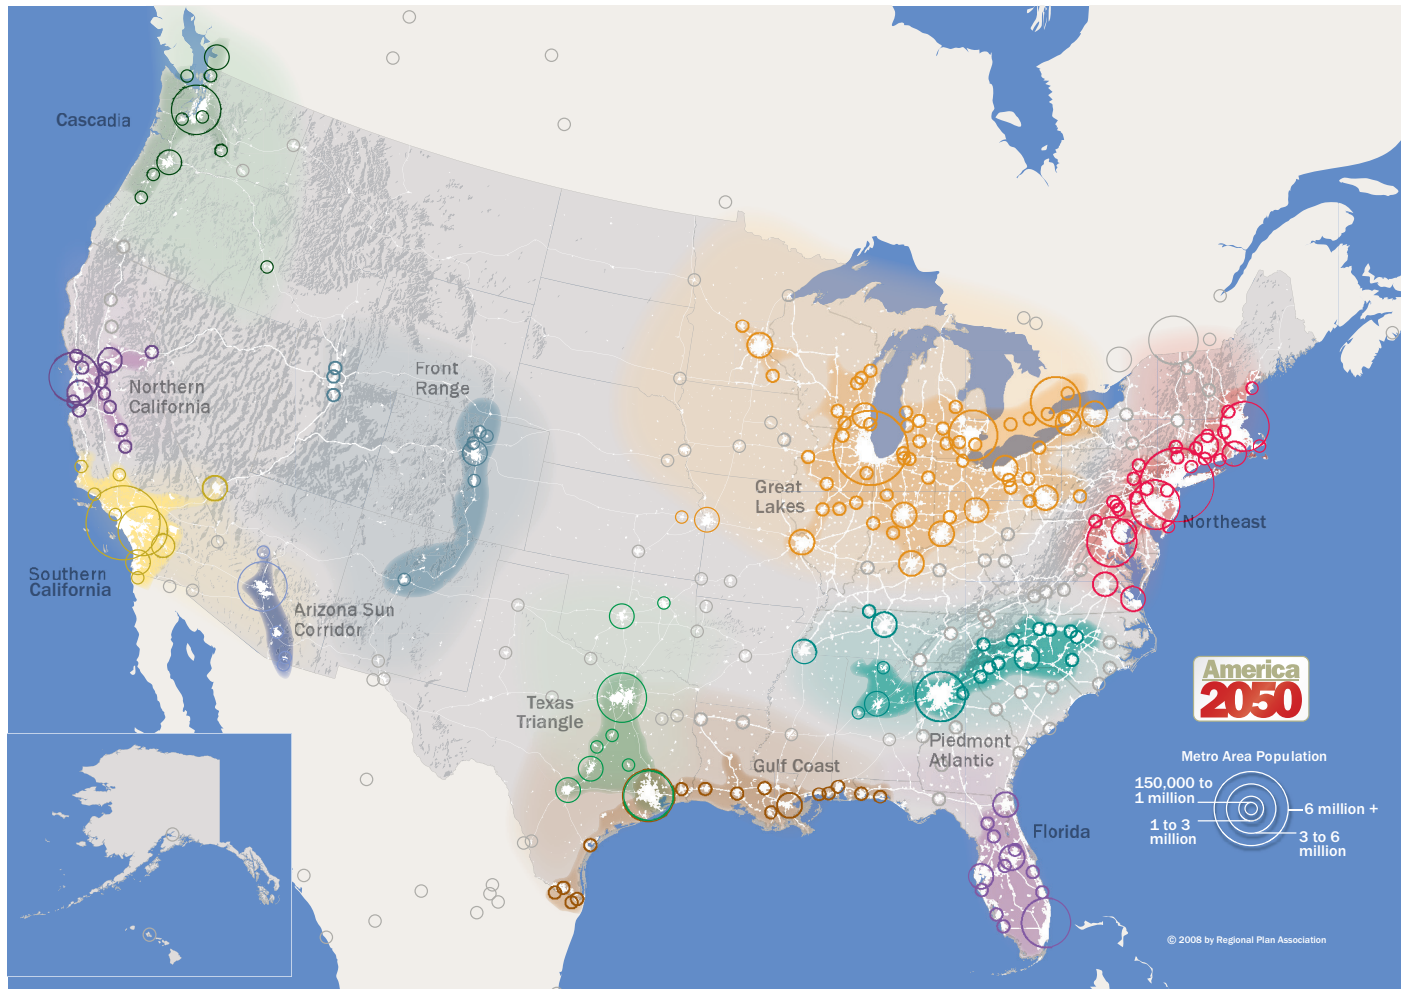 Cascadia
Northern
California
Front
Range
Great
Lakes
Northeast
Southern
California
Arizona Sun
Corridor
Texas
Triangle
Gulf Coast
Piedmont
Atlantic
Florida
America
2050
Metro Area Population
150,000 to
1 million
1 to 3
million
6 million +
3 to 6
million
© 2008 by Regional Plan Association